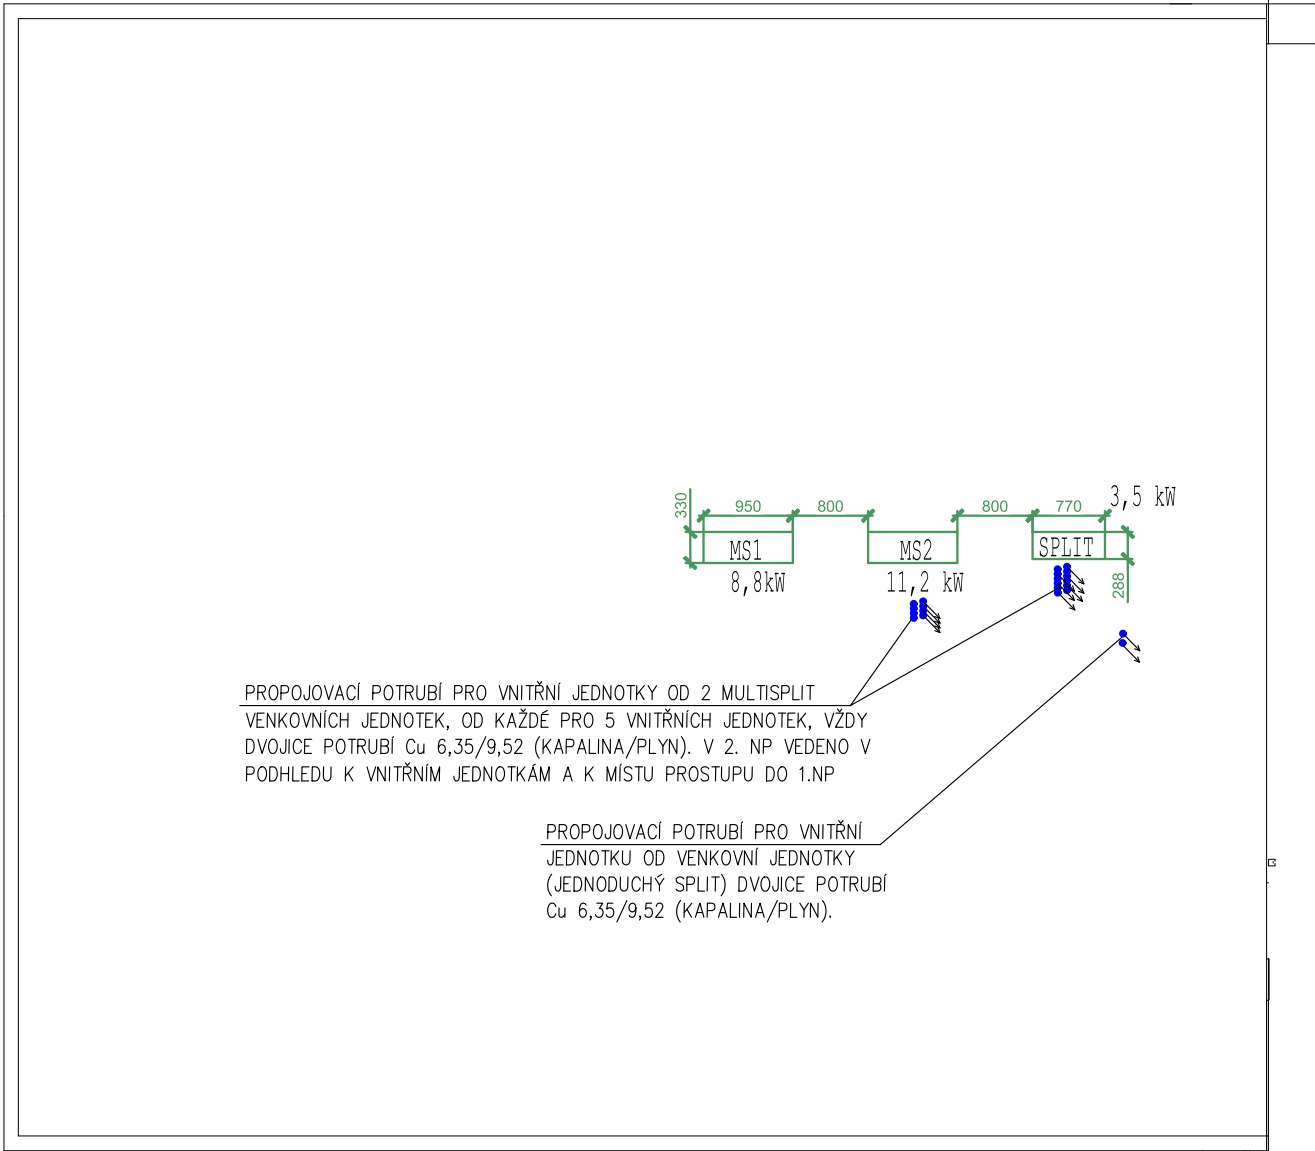 330
950
800
800
770
3,5 kW
MS1
MS2
SPLIT
8,8kW
11,2 kW
288
PROPOJOVACÍ POTRUBÍ PRO VNITŘNÍ JEDNOTKY OD 2 MULTISPLIT
VENKOVNÍCH JEDNOTEK, OD KAŽDÉ PRO 5 VNITŘNÍCH JEDNOTEK, VŽDY
DVOJICE POTRUBÍ Cu 6,35/9,52 (KAPALINA/PLYN). V 2. NP VEDENO V
PODHLEDU K VNITŘNÍM JEDNOTKÁM A K MÍSTU PROSTUPU DO 1.NP
PROPOJOVACÍ POTRUBÍ PRO VNITŘNÍ
JEDNOTKU OD VENKOVNÍ JEDNOTKY
(JEDNODUCHÝ SPLIT) DVOJICE POTRUBÍ
Cu 6,35/9,52 (KAPALINA/PLYN).